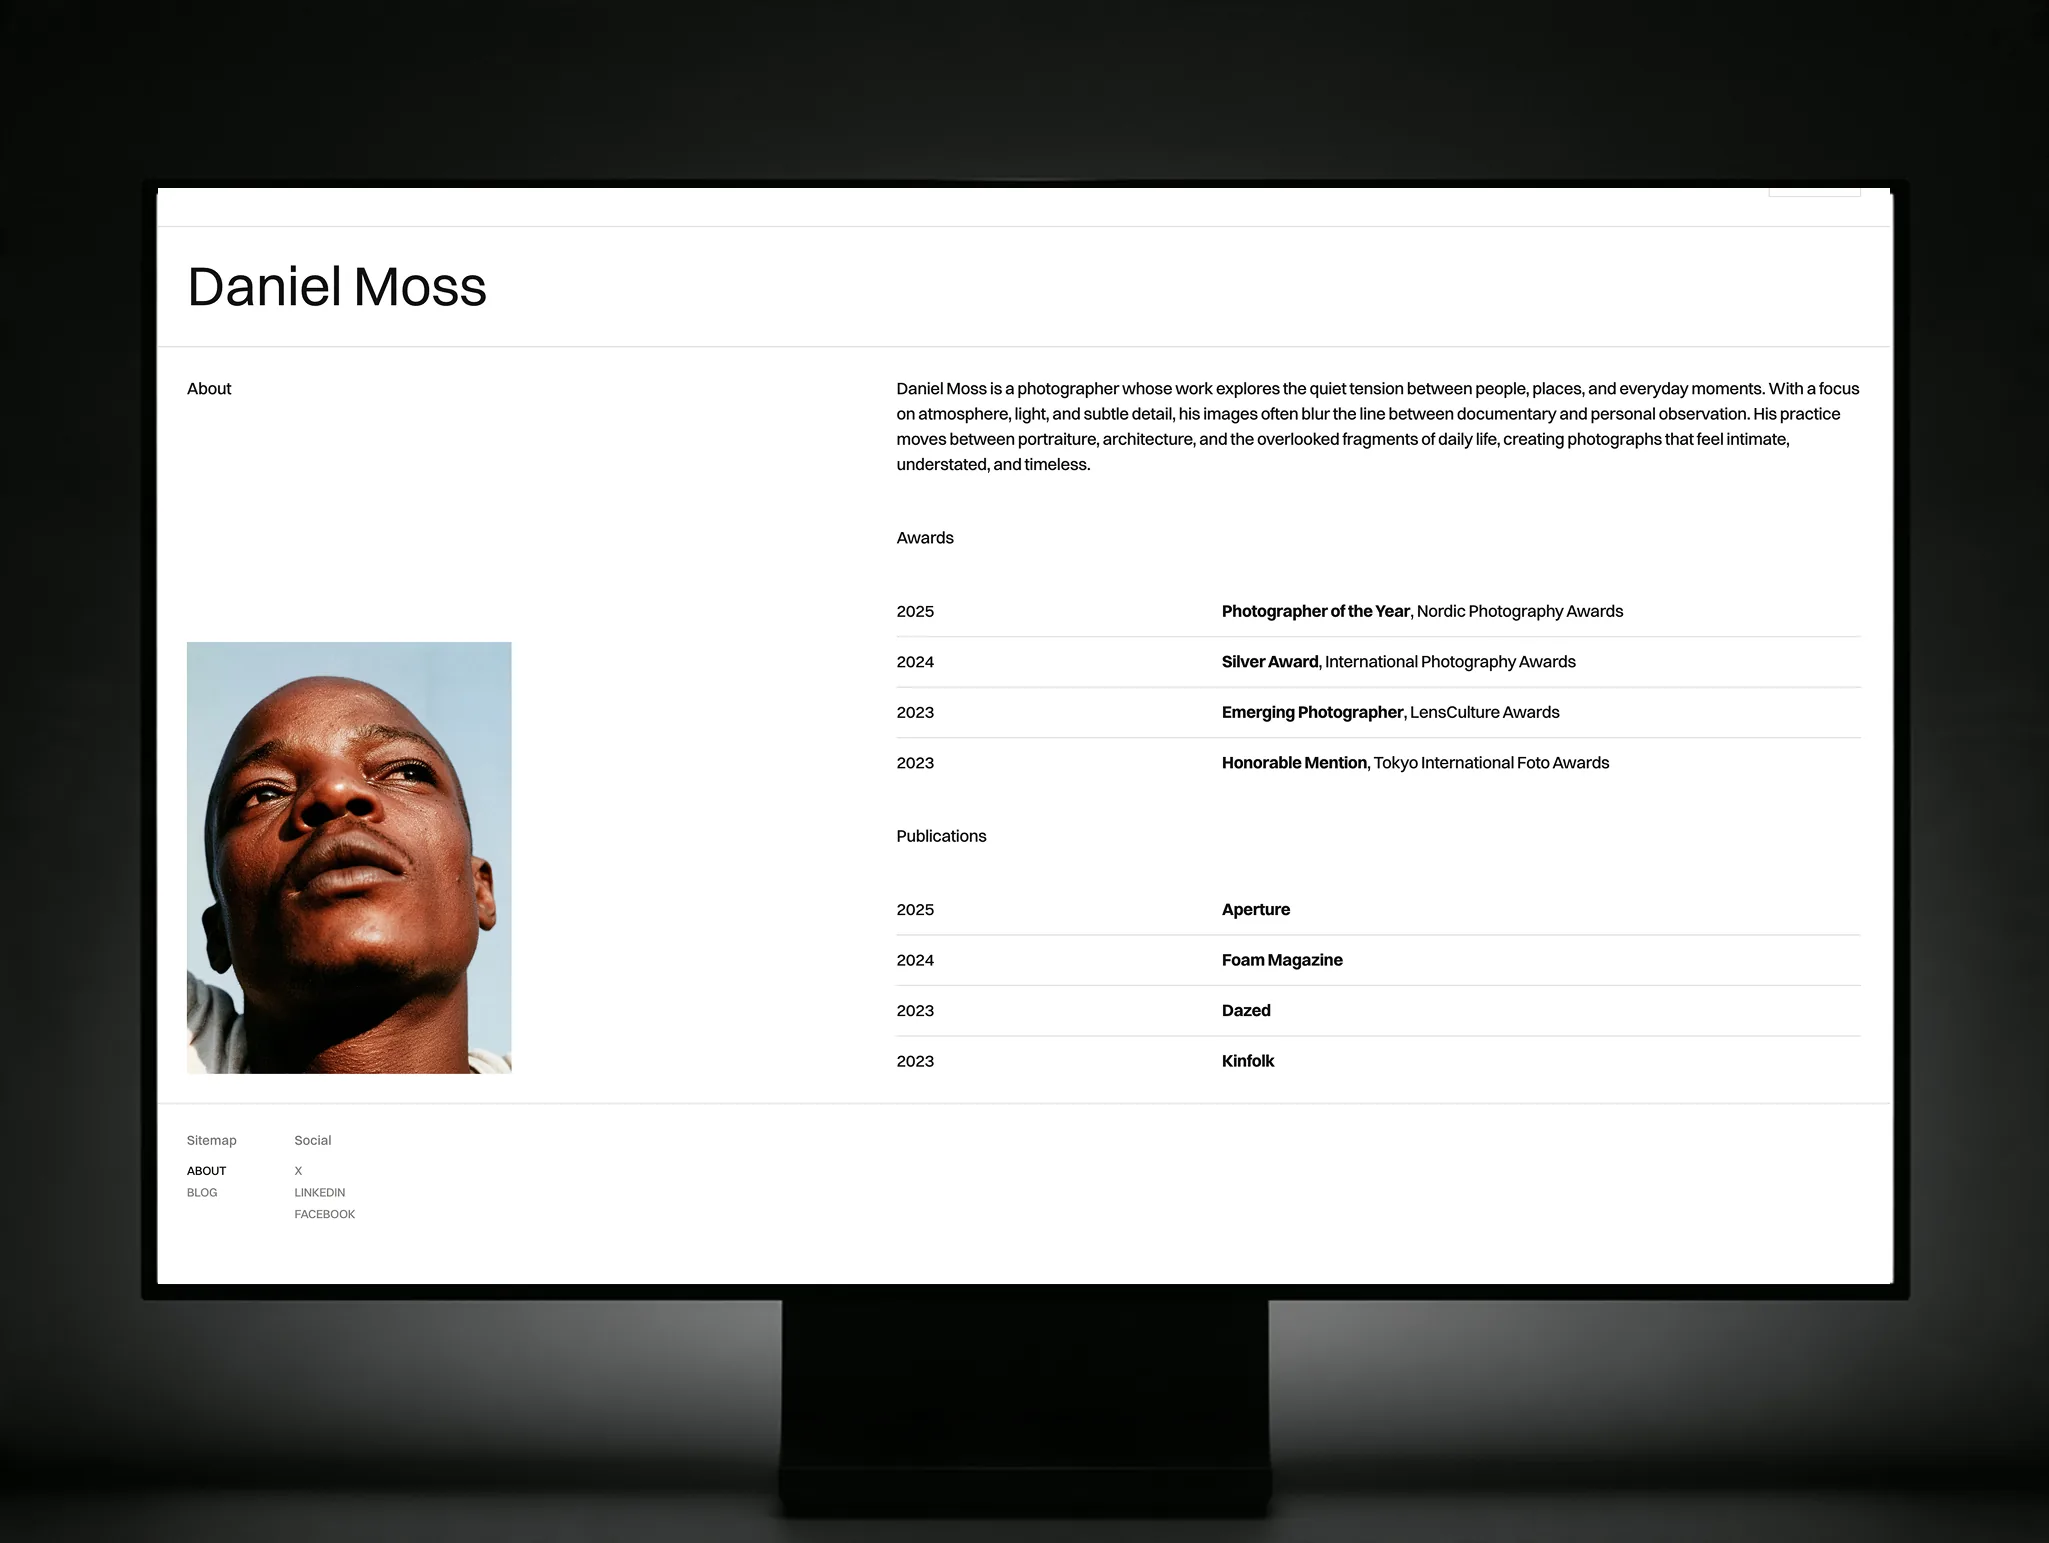 Daniel Moss
About
Daniel Moss is a photographer whose work explores the quiet tension between people, places, and everyday moments. With a focus
on atmosphere, light, and subtle detail, his images often blur the line between documentary and personal observation. His practice
moves between portraiture, architecture, and the overlooked fragments of daily life, creating photographs that feel intimate,
understated, and timeless.
Awards
2025 Photographer of the Year, Nordic Photography Awards
2024 Silver Award, International Photography Awards
2023 Emerging Photographer, LensCulture Awards
2023 Honorable Mention, Tokyo International Foto Awards
Publications
2025 Aperture
2024 Foam Magazine
2023 Dazed
2023 Kinfolk
Sitemap
ABOUT
BLOG
Social
X
LINKEDIN
FACEBOOK